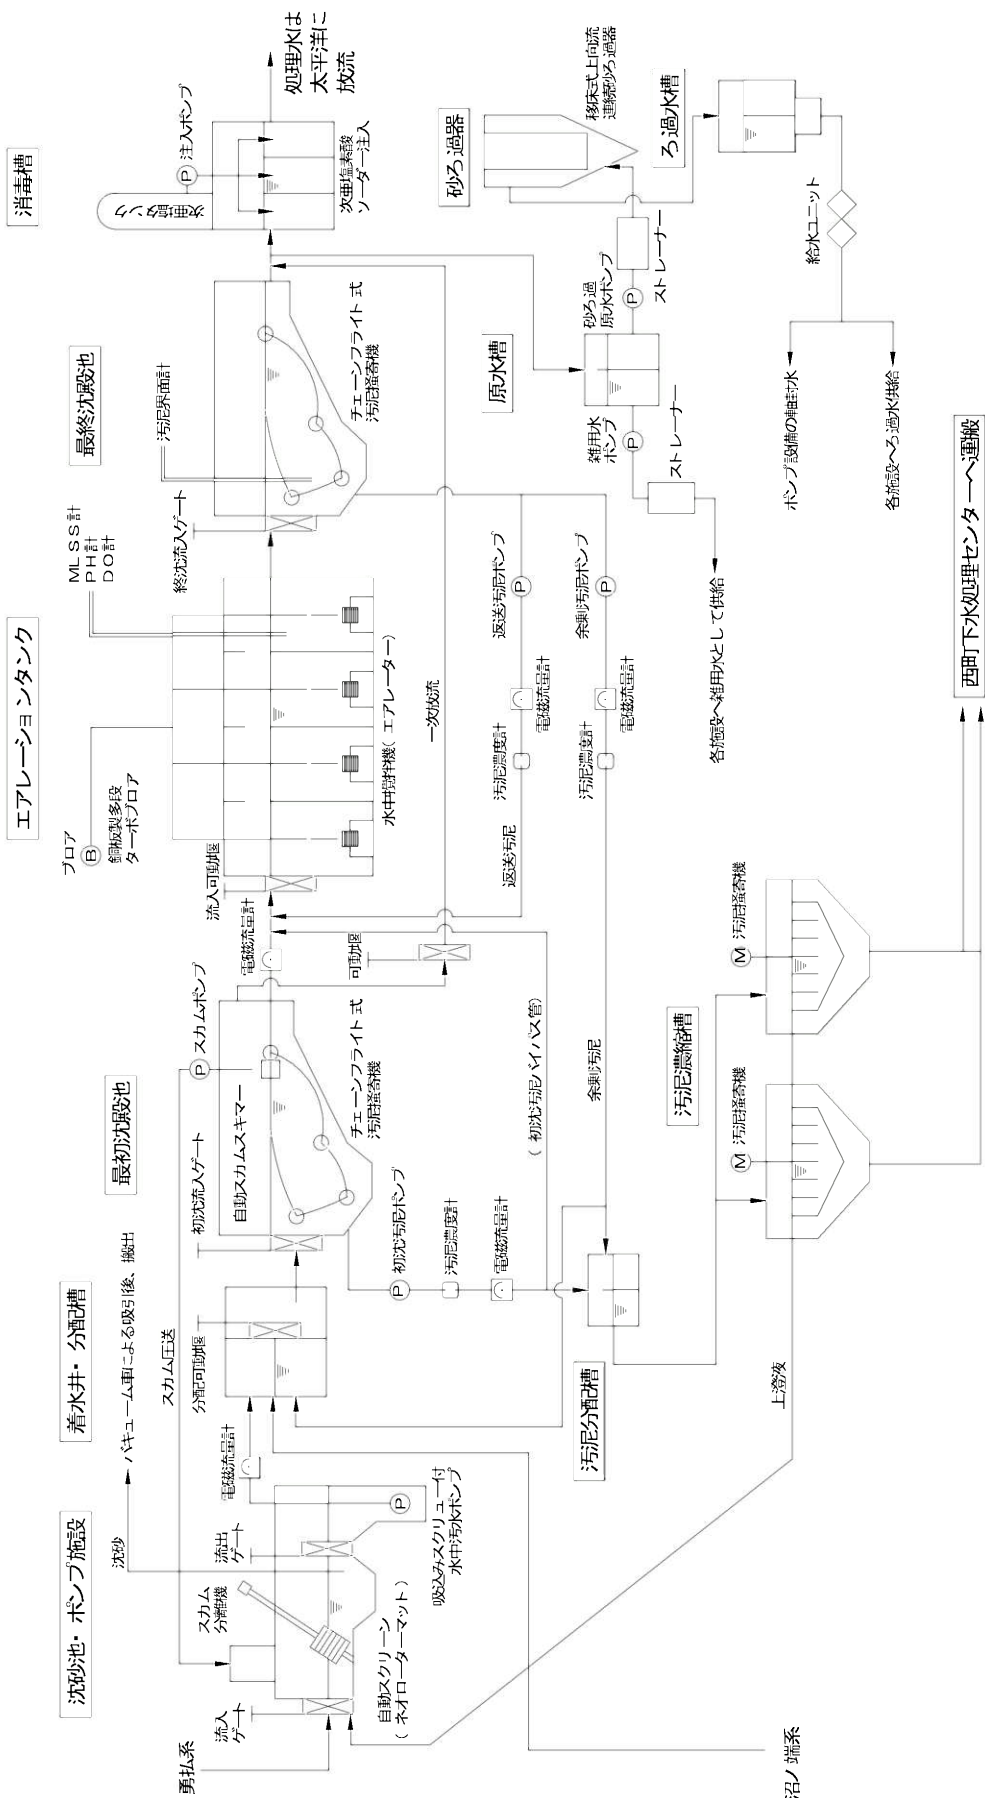 沈砂池・ポンプ施設
着水井・分配槽
最初沈殿池
エアレーションタンク
最終沈殿池
消毒槽
勇払系
沼ノ端系
流入
ゲート
スカム
分離機
沈砂
バキューム車による吸引後、搬出
スカム圧送
流出
ゲート
自動スクリーン
(ネオローターマット)
吸込みスクリュー付
水中汚水ポンプ
電磁流量計
分配可動堰
初沈流入ゲート
自動スカムスキマー
P
スカムポンプ
P
チェーンフライト式
汚泥掻寄機
P
初沈汚泥ポンプ
汚泥濃度計
電磁流量計
(初沈汚泥バイパス管)
電磁流量計
可動堰
一次放流
流入可動堰
ブロア
B
鋼板製多段
ターボブロア
MLSS計
PH計
DO計
水中撹拌機(エアレーター)
終沈流入ゲート
汚泥界面計
チェーンフライト式
汚泥掻寄機
返送汚泥
汚泥濃度計
電磁流量計
P
返送汚泥ポンプ
余剰汚泥
汚泥濃度計
電磁流量計
P
余剰汚泥ポンプ
次亜塩タンク
P
注入ポンプ
次亜塩素酸
ソーダー注入
処理水は
太平洋に
放流
原水槽
雑用水
ポンプ
P
ストレーナー
各施設へ雑用水として供給
砂ろ過
原水ポンプ
P
ストレーナー
砂ろ過器
移床式上向流
連続砂ろ過器
ろ過水槽
給水ユニット
ポンプ設備の軸封水
各施設へろ過水供給
汚泥分配槽
汚泥濃縮槽
M
汚泥掻寄機
M
汚泥掻寄機
上澄液
西町下水処理センターへ運搬